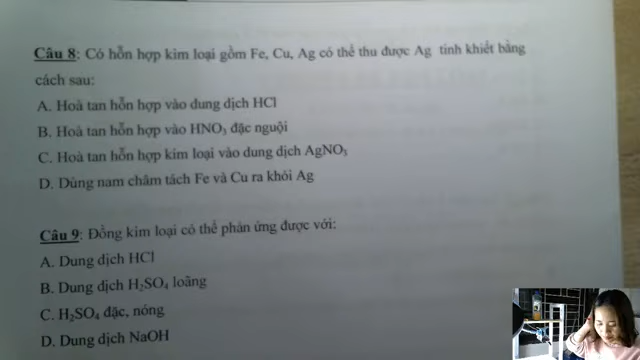 Câu 8: Có hỗn hợp kim loại gồm Fe, Cu, Ag có thể thu được Ag tinh khiết bằng
cách sau:
A. Hoà tan hỗn hợp vào dung dịch HCl
B. Hoà tan hỗn hợp vào HNO₃ đặc nguội
C. Hoà tan hỗn hợp kim loại vào dung dịch AgNO₃
D. Dùng nam châm tách Fe và Cu ra khỏi Ag
Câu 9: Đồng kim loại có thể phản ứng được với:
A. Dung dịch HCl
B. Dung dịch H₂SO₄ loãng
C. H₂SO₄ đặc, nóng
D. Dung dịch NaOH